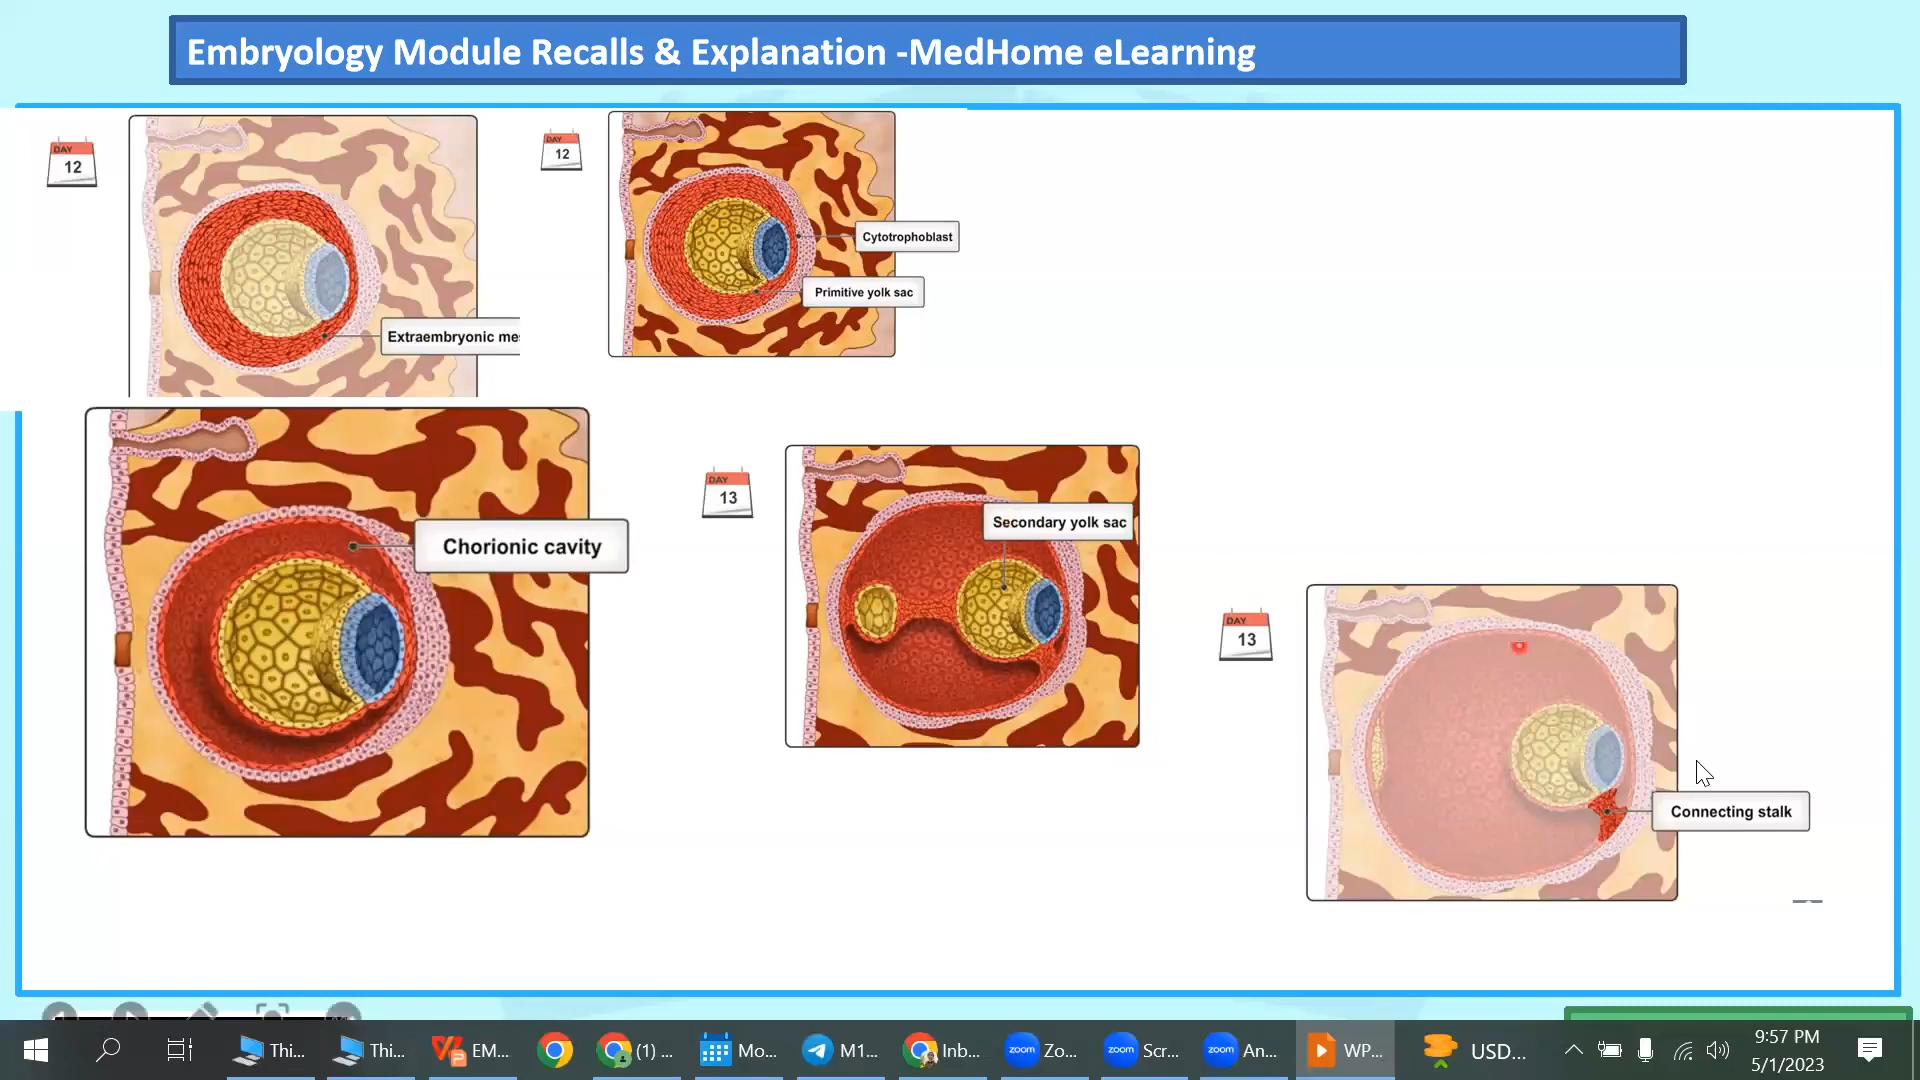 Embryology Module Recalls & Explanation -MedHome eLearning
DAY
12
Extraembryonic me
DAY
12
Cytotrophoblast
Primitive yolk sac
Chorionic cavity
DAY
13
Secondary yolk sac
DAY
13
Connecting stalk
Thi...
Thi...
EM...
(1) ...
Mo...
M1...
Inb...
zoom
Zo...
zoom
Scr...
zoom
An...
WP...
USD...
9:57 PM
5/1/2023